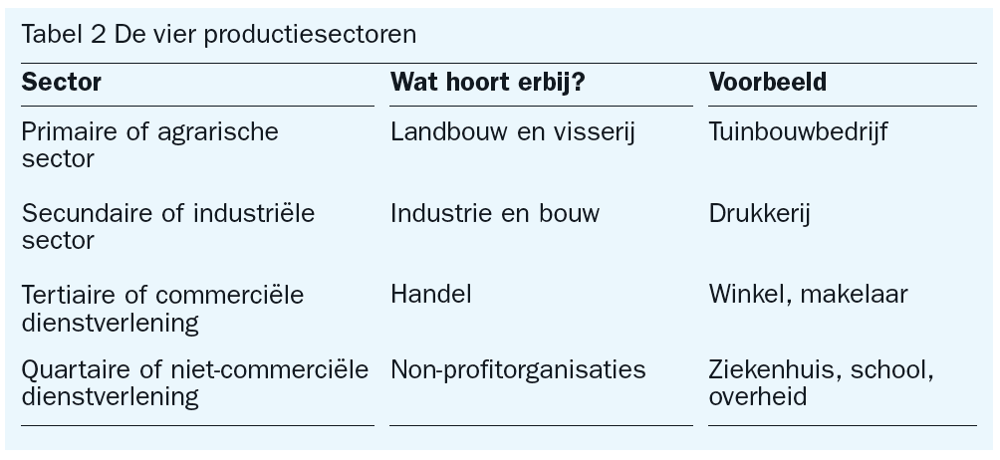 Tabel 2 De vier productiesectoren
Sector Wat hoort erbij? Voorbeeld
Primaire of agrarische Landbouw en visserij Tuinbouwbedrijf
sector
Secundaire of industriële Industrie en bouw Drukkerij
sector
Tertiaire of commerciële Handel Winkel, makelaar
dienstverlening
Quartaire of niet-commerciële Non-profitorganisaties Ziekenhuis, school,
dienstverlening overheid